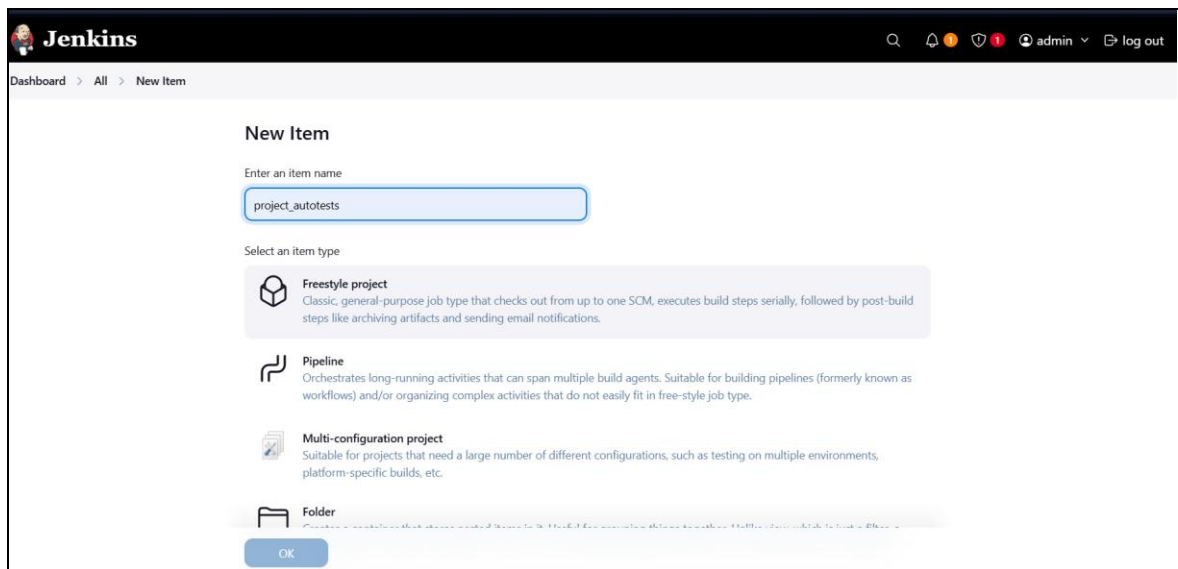 Jenkins
1
1
admin
log out
Dashboard > All > New Item
New Item
Enter an item name
project_autotests
Select an item type
Freestyle project
Classic, general-purpose job type that checks out from up to one SCM, executes build steps serially, followed by post-build
steps like archiving artifacts and sending email notifications.
Pipeline
Orchestrates long-running activities that can span multiple build agents. Suitable for building pipelines (formerly known as
workflows) and/or organizing complex activities that do not easily fit in free-style job type.
Multi-configuration project
Suitable for projects that need a large number of different configurations, such as testing on multiple environments,
platform-specific builds, etc.
Folder
OK